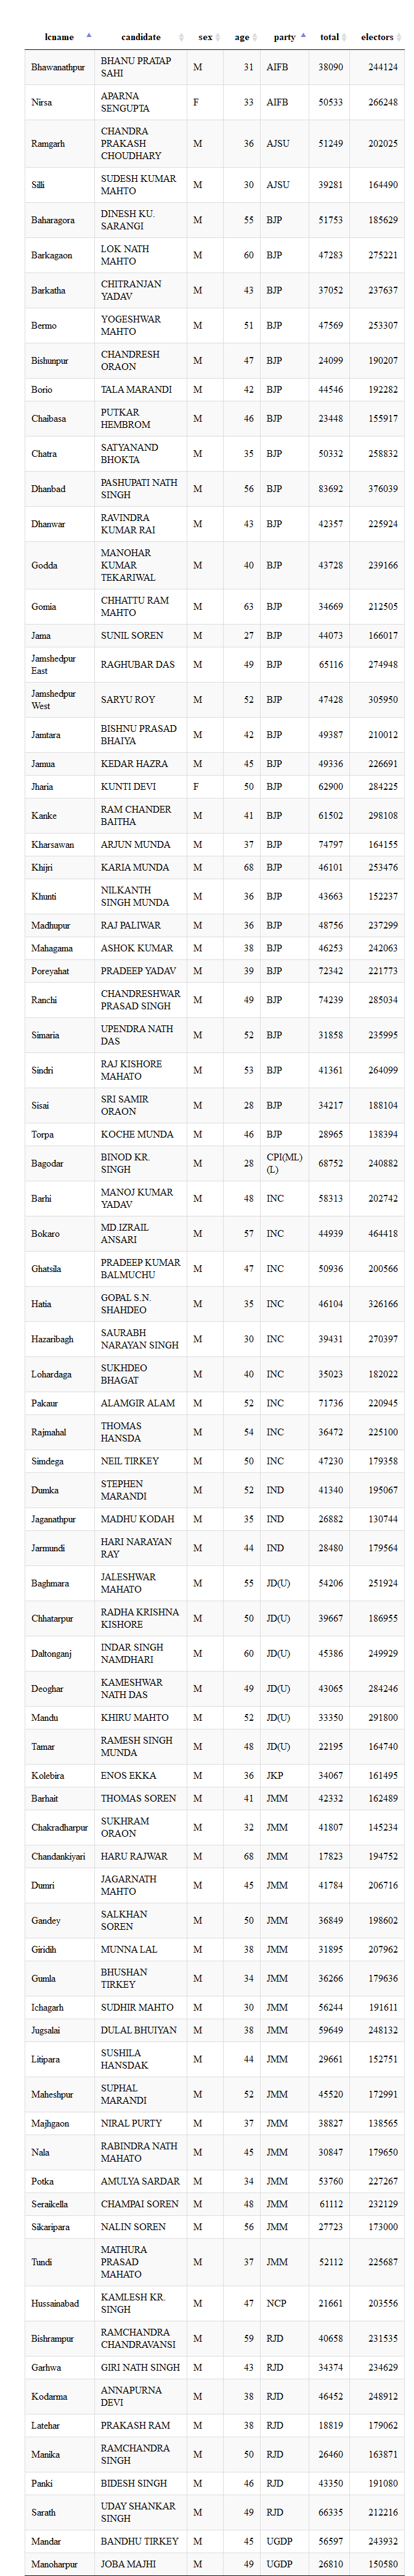 lcname candidate sex age party total electors
Bhawanathpur BHANU PRATAP SAHI M 31 AIFB 38090 244124
Nirsa APARNA SENGUPTA F 33 AIFB 50533 266248
Ramgarh CHANDRA PRAKASH CHOUDHARY M 36 AJSU 51249 202025
Silli SUDESH KUMAR MAHTO M 30 AJSU 39281 164490
Baharagora DINESH KU. SARANGI M 55 BJP 51753 185629
Barkagaon LOK NATH MAHTO M 60 BJP 47283 275221
Barkatha CHITRANJAN YADAV M 43 BJP 37052 237637
Bermo YOGESHWAR MAHTO M 51 BJP 47569 253307
Bishunpur CHANDRESH ORAON M 47 BJP 24099 190207
Borio TALA MARANDI M 42 BJP 44546 192282
Chaibasa PUTKAR HEMBROM M 46 BJP 23448 155917
Chatra SATYANAND BHOKTA M 35 BJP 50332 258832
Dhanbad PASHUPATI NATH SINGH M 56 BJP 83692 376039
Dhanwar RAVINDRA KUMAR RAI M 43 BJP 42357 225924
Godda MANOHAR KUMAR TEKARIWAL M 40 BJP 43728 239166
Gomia CHHATTU RAM MAHTO M 63 BJP 34669 212505
Jama SUNIL SOREN M 27 BJP 44073 166017
Jamshedpur East RAGHUBAR DAS M 49 BJP 65116 274948
Jamshedpur West SARYU ROY M 52 BJP 47428 305950
Jamtara BISHNU PRASAD BHAIYA M 42 BJP 49387 210012
Jamua KEDAR HAZRA M 45 BJP 49336 226691
Jharia KUNTI DEVI F 50 BJP 62900 284225
Kanke RAM CHANDER BAITHA M 41 BJP 61502 298108
Kharsawan ARJUN MUNDA M 37 BJP 74797 164155
Khijri KARIA MUNDA M 68 BJP 46101 253476
Khunti NILKANTH SINGH MUNDA M 36 BJP 43663 152237
Madhupur RAJ PALIWAR M 36 BJP 48756 237299
Mahagama ASHOK KUMAR M 38 BJP 46253 242063
Poreyahat PRADEEP YADAV M 39 BJP 72342 221773
Ranchi CHANDRESHWAR PRASAD SINGH M 49 BJP 74239 285034
Simaria UPENDRA NATH DAS M 52 BJP 31858 235995
Sindri RAJ KISHORE MAHATO M 53 BJP 41361 264099
Sisai SRI SAMIR ORAON M 28 BJP 34217 188104
Torpa KOCHE MUNDA M 46 BJP 28965 138394
Bagodar BINOD KR. SINGH M 28 CPI(ML)(L) 68752 240882
Barhi MANOJ KUMAR YADAV M 48 INC 58313 202742
Bokaro MD.IZRAIL ANSARI M 57 INC 44939 464418
Ghatsila PRADEEP KUMAR BALMUCHU M 47 INC 50936 200566
Hatia GOPAL S.N. SHAHDEO M 35 INC 46104 326166
Hazaribagh SAURABH NARAYAN SINGH M 30 INC 39431 270397
Lohardaga SUKHDEO BHAGAT M 40 INC 35023 182022
Pakaur ALAMGIR ALAM M 52 INC 71736 220945
Rajmahal THOMAS HANSDA M 54 INC 36472 225100
Simdega NEIL TIRKEY M 50 INC 47230 179358
Dumka STEPHEN MARANDI M 52 IND 41340 195067
Jaganathpur MADHU KODAH M 35 IND 26882 130744
Jarmundi HARI NARAYAN RAY M 44 IND 28480 179564
Baghmara JALESHWAR MAHATO M 55 JD(U) 54206 251924
Chhatarpur RADHA KRISHNA KISHORE M 50 JD(U) 39667 186955
Daltonganj INDAR SINGH NAMDHARI M 60 JD(U) 45386 249929
Deoghar KAMESHWAR NATH DAS M 49 JD(U) 43065 284246
Mandu KHIRU MAHTO M 52 JD(U) 33350 291800
Tamar RAMESH SINGH MUNDA M 48 JD(U) 22195 164740
Kolebira ENOS EKKA M 36 JKP 34067 161495
Barhait THOMAS SOREN M 41 JMM 42332 162489
Chakradharpur SUKHRAM ORAON M 32 JMM 41807 145234
Chandankiyari HARU RAJWAR M 68 JMM 17823 194752
Dumri JAGARNATH MAHTO M 45 JMM 41784 206716
Gandey SALKHAN SOREN M 50 JMM 36849 198602
Giridih MUNNA LAL M 38 JMM 31895 207962
Gumla BHUSHAN TIRKEY M 34 JMM 36266 179636
Ichagarh SUDHIR MAHTO M 30 JMM 56244 191611
Jugsalai DULAL BHUIYAN M 38 JMM 59649 248132
Litipara SUSHILA HANSDAK M 44 JMM 29661 152751
Maheshpur SUPHAL MARANDI M 52 JMM 45520 172991
Majhgaon NIRAL PURTY M 37 JMM 38827 138565
Nala RABINDRA NATH MAHATO M 45 JMM 30847 179650
Potka AMULYA SARDAR M 34 JMM 53760 227267
Seraikella CHAMPAI SOREN M 48 JMM 61112 232129
Sikaripara NALIN SOREN M 56 JMM 27723 173000
Tundi MATHURA PRASAD MAHATO M 37 JMM 52112 225687
Hussainabad KAMLESH KR. SINGH M 47 NCP 21661 203556
Bishrampur RAMCHANDRA CHANDRAVANSI M 59 RJD 40658 231535
Garhwa GIRI NATH SINGH M 43 RJD 34374 234629
Kodarma ANNAPURNA DEVI M 38 RJD 46452 248912
Latehar PRAKASH RAM M 38 RJD 18819 179062
Manika RAMCHANDRA SINGH M 50 RJD 26460 163871
Panki BIDESH SINGH M 46 RJD 43350 191080
Sarath UDAY SHANKAR SINGH M 49 RJD 66335 212216
Mandar BANDHU TIRKEY M 45 UGDP 56597 243932
Manoharpur JOBA MAJHI M 49 UGDP 26810 150580